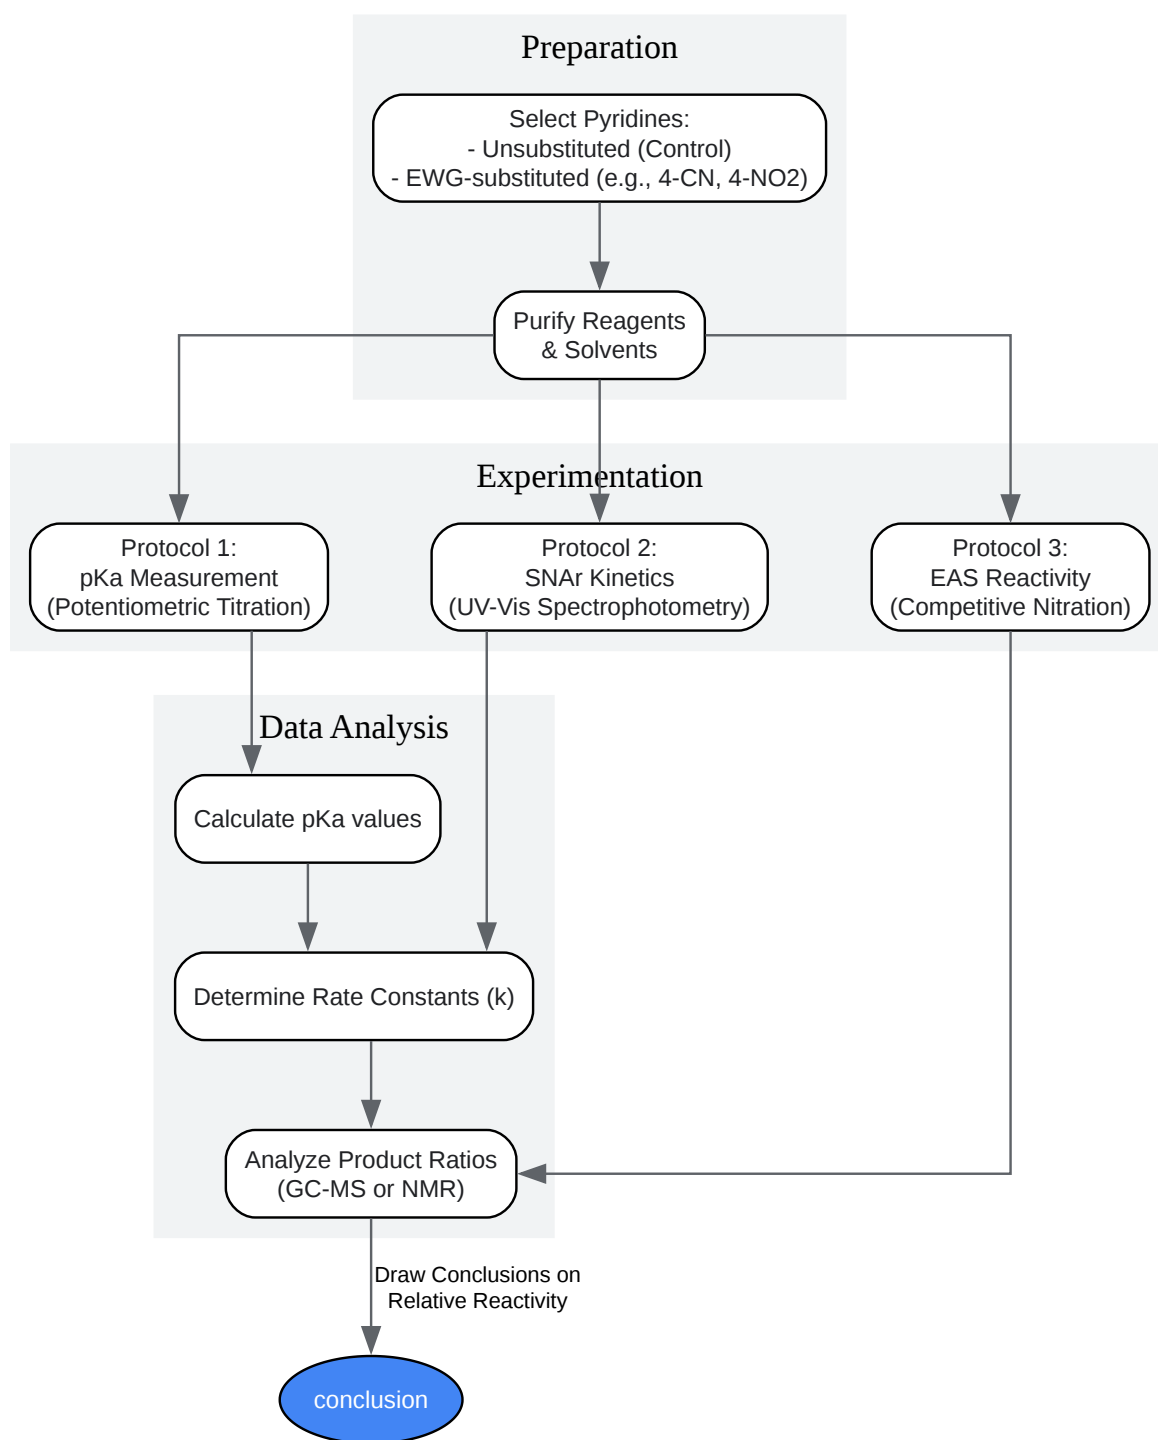 Preparation
Select Pyridines:
- Unsubstituted (Control)
- EWG-substituted (e.g., 4-CN, 4-NO2)
Purify Reagents
& Solvents
Experimentation
Protocol 1:
pKa Measurement
(Potentiometric Titration)
Protocol 2:
SNAr Kinetics
(UV-Vis Spectrophotometry)
Protocol 3:
EAS Reactivity
(Competitive Nitration)
Data Analysis
Calculate pKa values
Determine Rate Constants (k)
Analyze Product Ratios
(GC-MS or NMR)
Draw Conclusions on
Relative Reactivity
conclusion